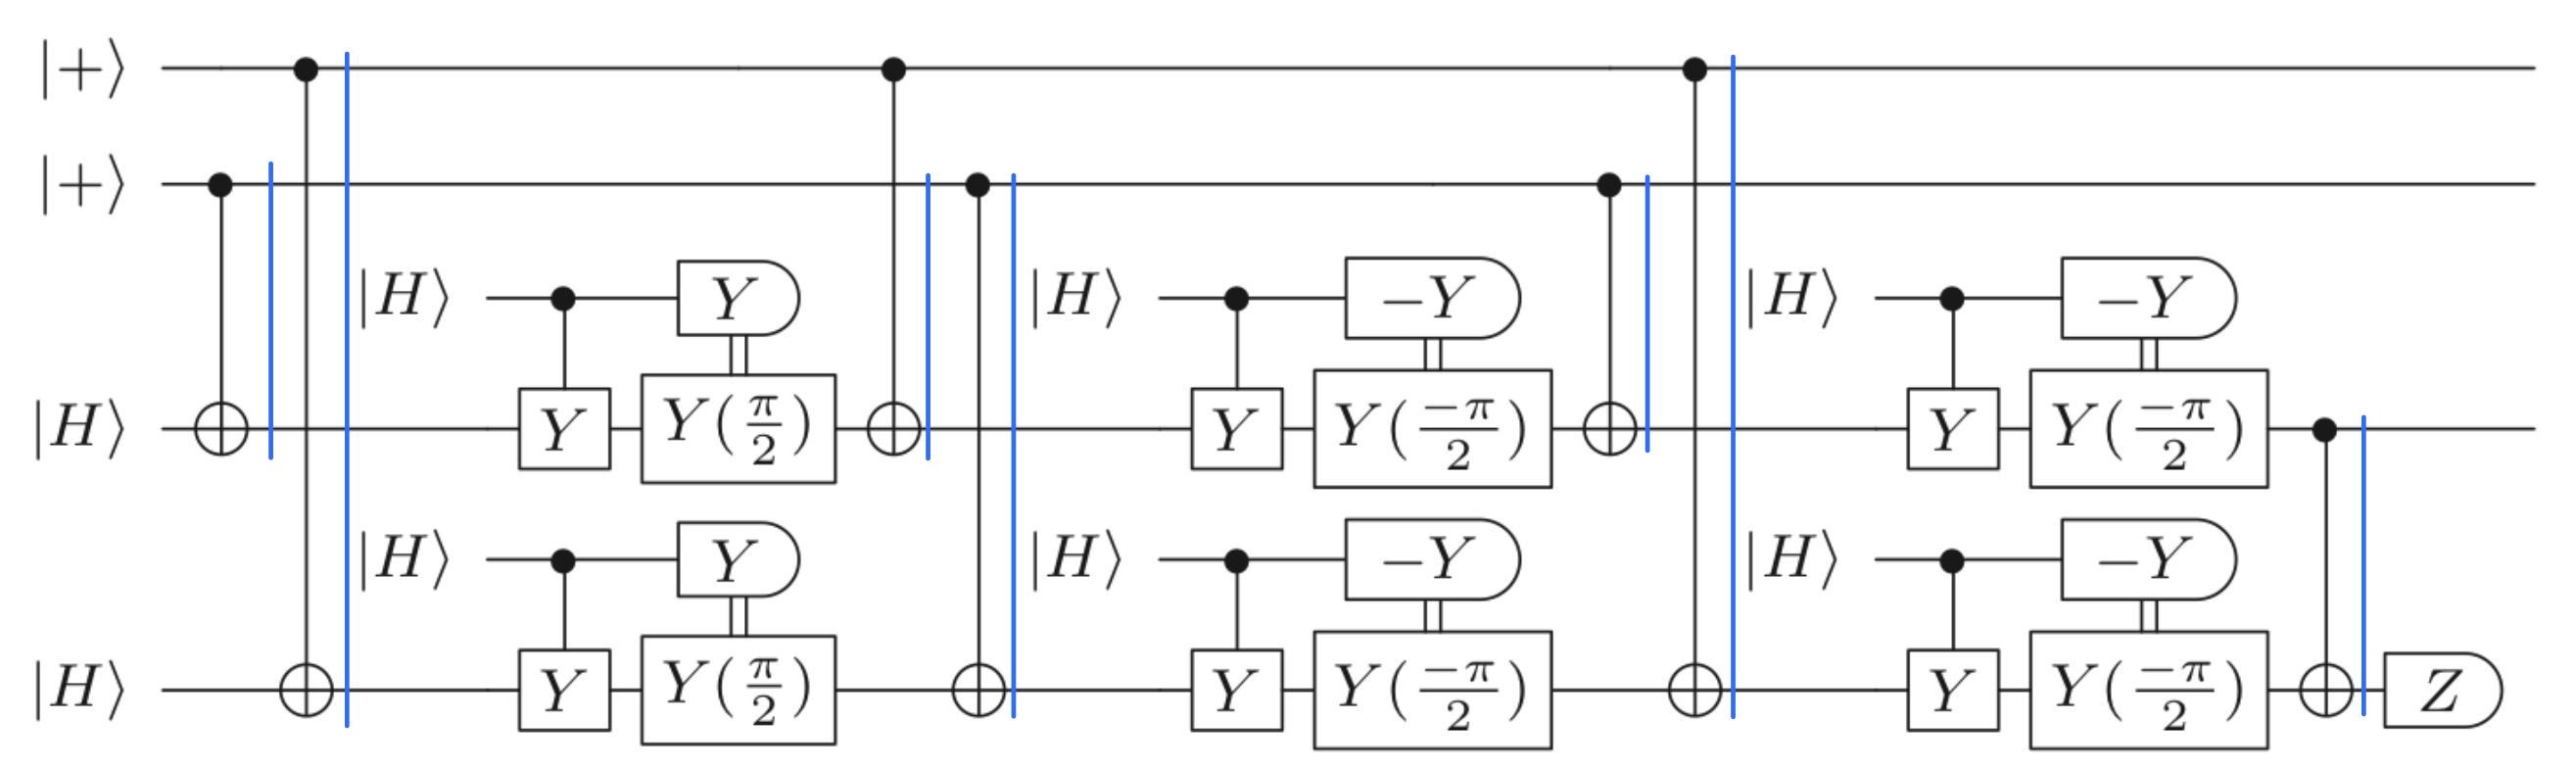 |+⟩
|+⟩
|H⟩ Y |H⟩ −Y |H⟩ −Y
|H⟩ Y Y(π/2) Y Y(−π/2) Y Y(−π/2)
|H⟩ Y |H⟩ −Y |H⟩ −Y
|H⟩ Y Y(π/2) Y Y(−π/2) Y Y(−π/2) Z